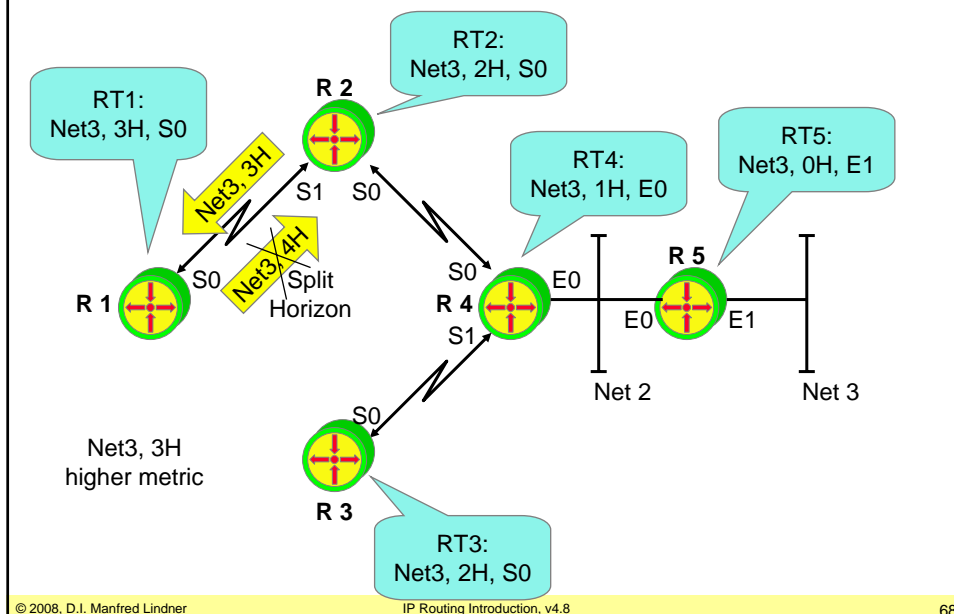 RT2:
Net3, 2H, S0
R 2
RT1:
Net3, 3H, S0
RT4:
Net3, 1H, E0
RT5:
Net3, 0H, E1
Net3, 3H
S1
S0
Net3, 4H
Split
Horizon
S0
R 1
S0
E0
R 5
R 4
S1
E0
E1
Net 2
Net 3
S0
Net3, 3H
higher metric
R 3
RT3:
Net3, 2H, S0
© 2008, D.I. Manfred Lindner
IP Routing Introduction, v4.8
68